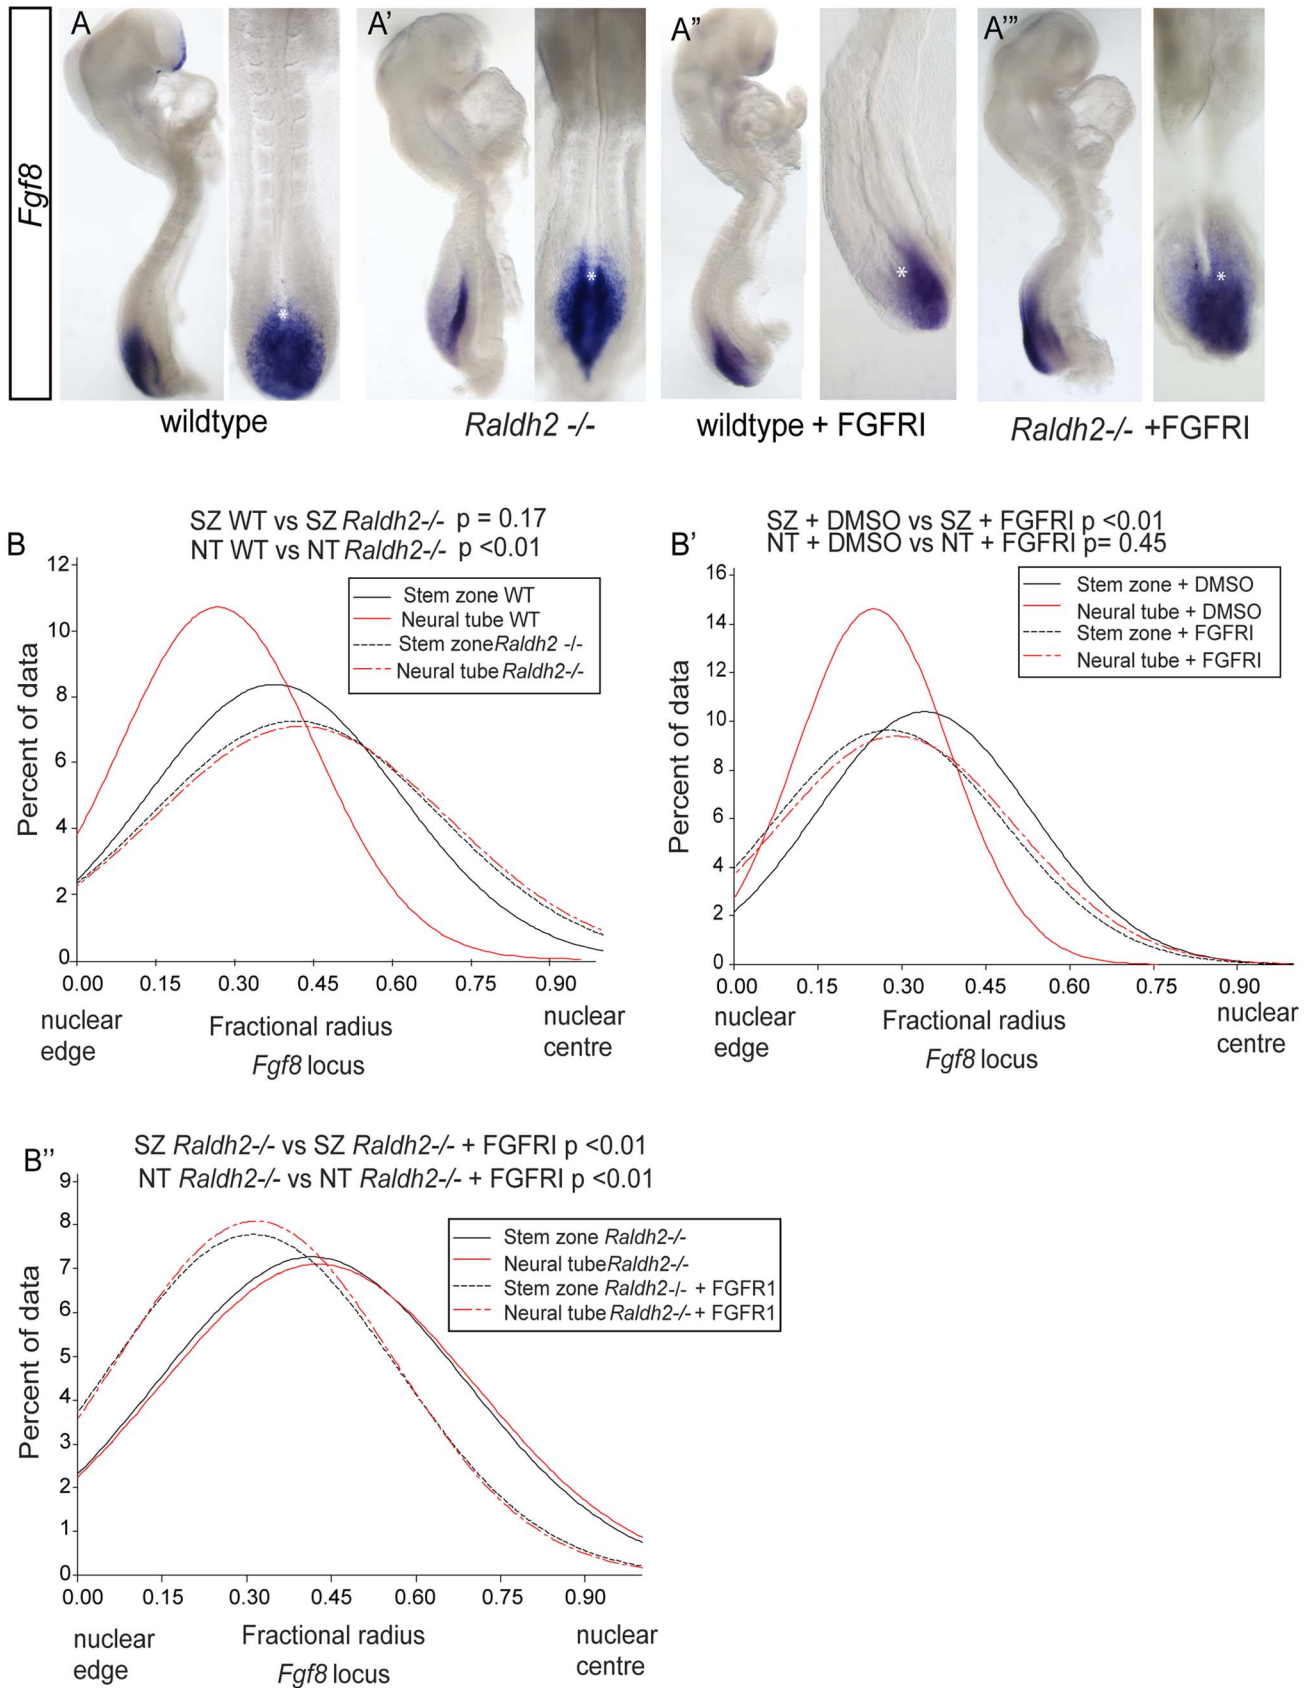 Fgf8
A
A'
A"
A'"
*
*
*
*
wildtype
Raldh2 -/-
wildtype + FGFRI
Raldh2-/- +FGFRI
B
SZ WT vs SZ Raldh2-/- p = 0.17
NT WT vs NT Raldh2-/- p <0.01
Stem zone WT
Neural tube WT
Stem zone Raldh2 -/-
Neural tube Raldh2-/-
Percent of data
12
10
8
6
4
2
0
0.00 0.15 0.30 0.45 0.60 0.75 0.90
nuclear
edge
Fractional radius
Fgf8 locus
nuclear
centre
B'
SZ + DMSO vs SZ + FGFRI p <0.01
NT + DMSO vs NT + FGFRI p= 0.45
Stem zone + DMSO
Neural tube + DMSO
Stem zone + FGFRI
Neural tube + FGFRI
Percent of data
16
14
12
10
8
6
4
2
0
0.00 0.15 0.30 0.45 0.60 0.75 0.90
nuclear
edge
Fractional radius
Fgf8 locus
nuclear
centre
B"
SZ Raldh2-/- vs SZ Raldh2-/- + FGFRI p <0.01
NT Raldh2-/- vs NT Raldh2-/- + FGFRI p <0.01
Stem zone Raldh2-/-
Neural tube Raldh2-/-
Stem zone Raldh2-/- + FGFR1
Neural tube Raldh2-/- + FGFR1
Percent of data
9
8
7
6
5
4
3
2
1
0
0.00 0.15 0.30 0.45 0.60 0.75 0.90
nuclear
edge
Fractional radius
Fgf8 locus
nuclear
centre